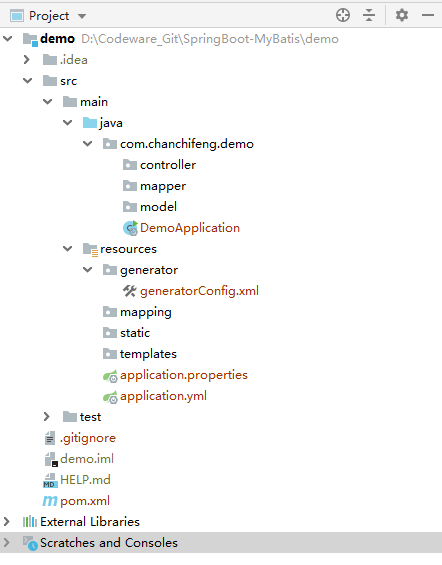 Project
demo D:\Codeware_Git\SpringBoot-MyBatis\demo
.idea
src
main
java
com.chanchifeng.demo
controller
mapper
model
DemoApplication
resources
generator
generatorConfig.xml
mapping
static
templates
application.properties
application.yml
test
.gitignore
demo.iml
MD HELP.md
m pom.xml
External Libraries
Scratches and Consoles